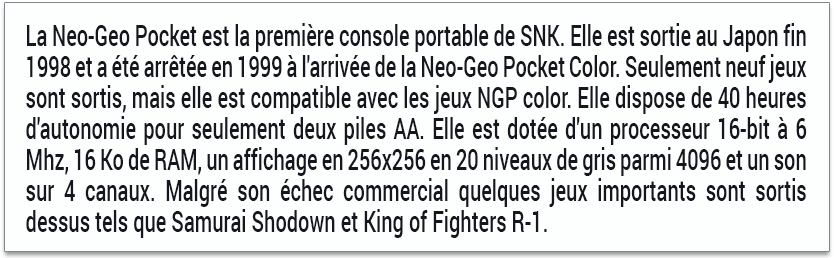 La Neo-Geo Pocket est la première console portable de SNK. Elle est sortie au Japon fin
1998 et a été arrêtée en 1999 à l'arrivée de la Neo-Geo Pocket Color. Seulement neuf jeux
sont sortis, mais elle est compatible avec les jeux NGP color. Elle dispose de 40 heures
d'autonomie pour seulement deux piles AA. Elle est dotée d'un processeur 16-bit à 6
Mhz, 16 Ko de RAM, un affichage en 256x256 en 20 niveaux de gris parmi 4096 et un son
sur 4 canaux. Malgré son échec commercial quelques jeux importants sont sortis
dessus tels que Samurai Shodown et King of Fighters R-1.